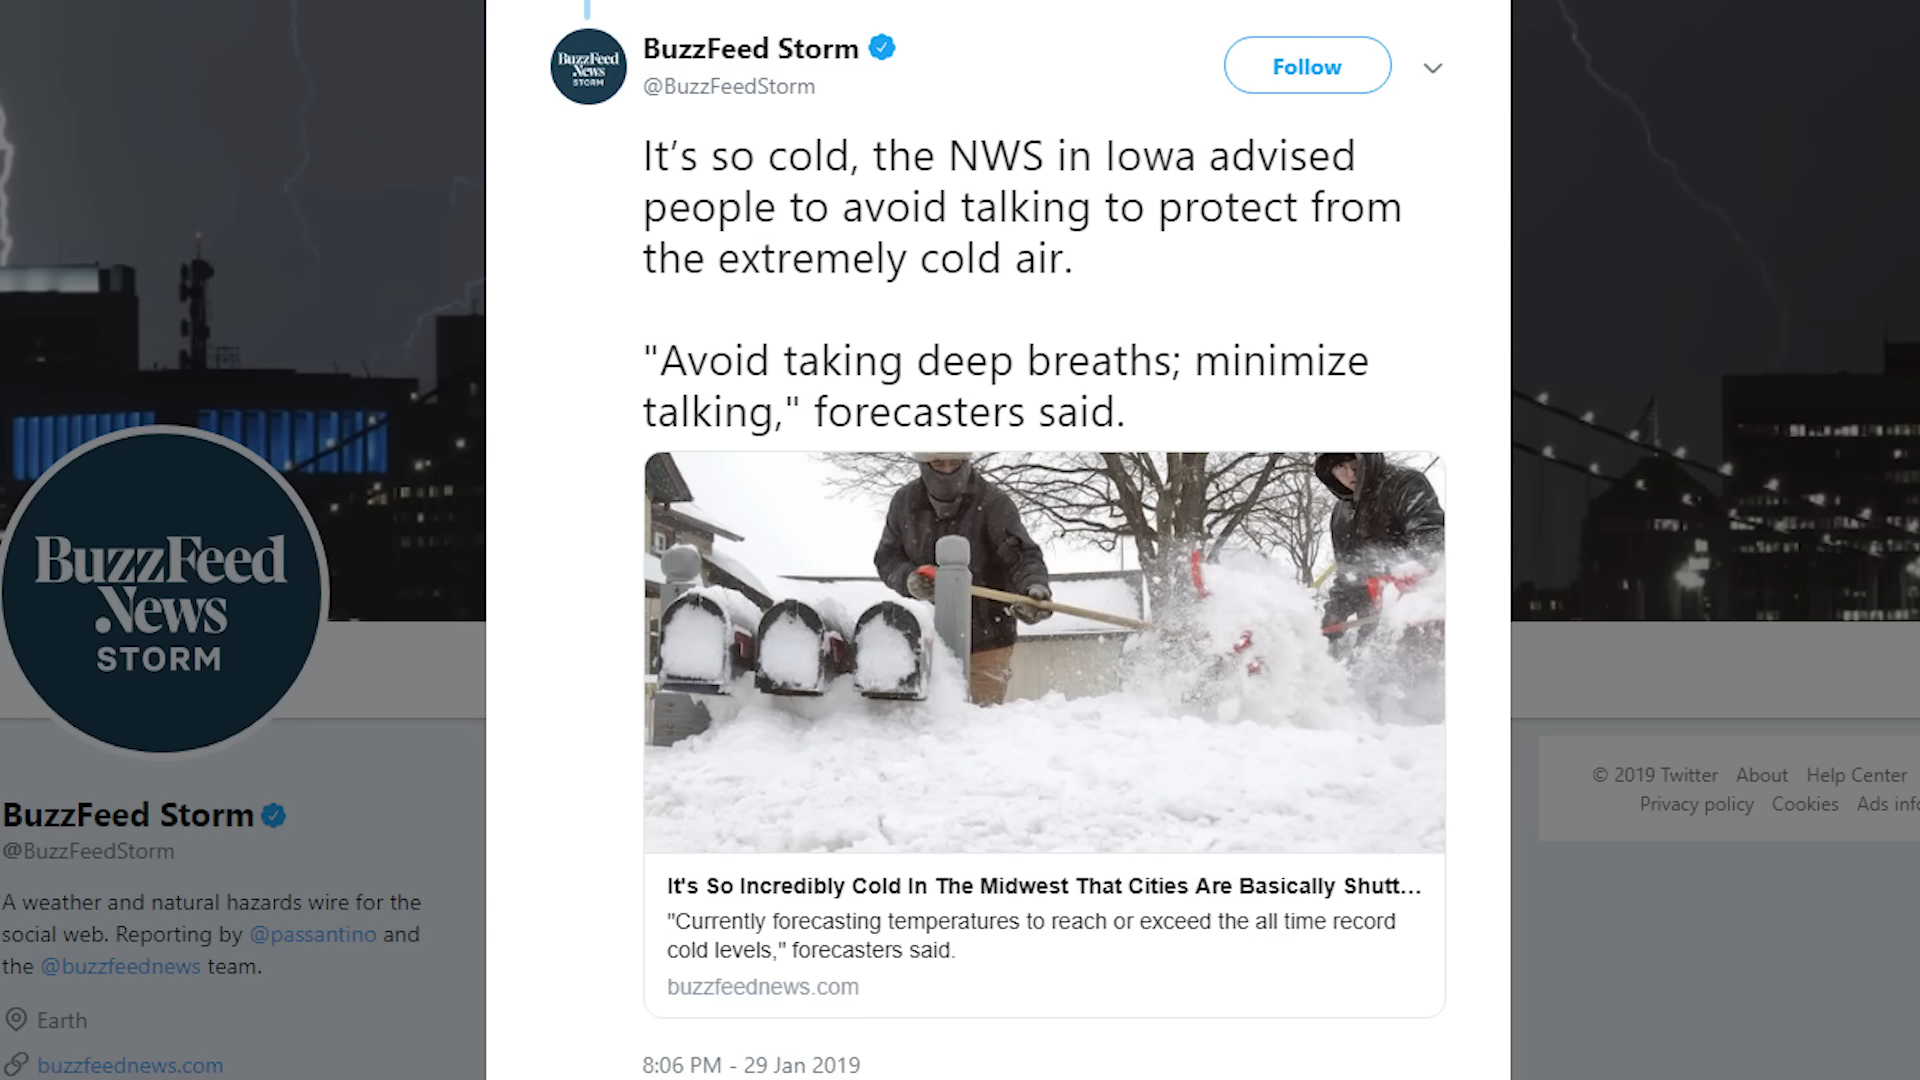 BuzzFeed
News
STORM
BuzzFeed Storm
@BuzzFeedStorm
Follow
It’s so cold, the NWS in Iowa advised
people to avoid talking to protect from
the extremely cold air.
"Avoid taking deep breaths; minimize
talking," forecasters said.
It's So Incredibly Cold In The Midwest That Cities Are Basically Shutt...
"Currently forecasting temperatures to reach or exceed the all time record
cold levels," forecasters said.
buzzfeednews.com
8:06 PM - 29 Jan 2019
BuzzFeed
News
STORM
BuzzFeed Storm
@BuzzFeedStorm
A weather and natural hazards wire for the
social web. Reporting by @passantino and
the @buzzfeednews team.
Earth
buzzfeednews.com
© 2019 Twitter About Help Center
Privacy policy Cookies Ads info